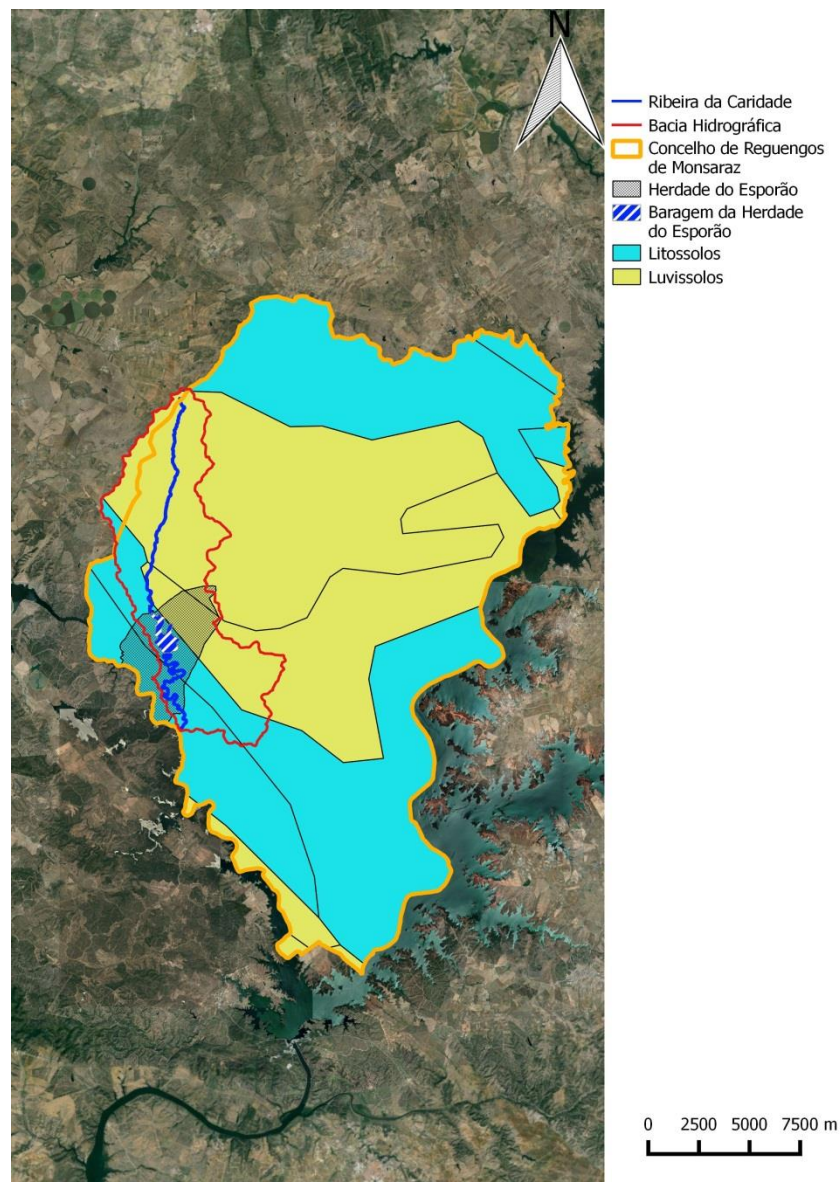 N
Ribeira da Caridade
Bacia Hidrográfica
Concelho de Reguengos
de Monsaraz
Herdade do Esporão
Baragem da Herdade
do Esporão
Litossolos
Luvissolos
0 2500 5000 7500 m